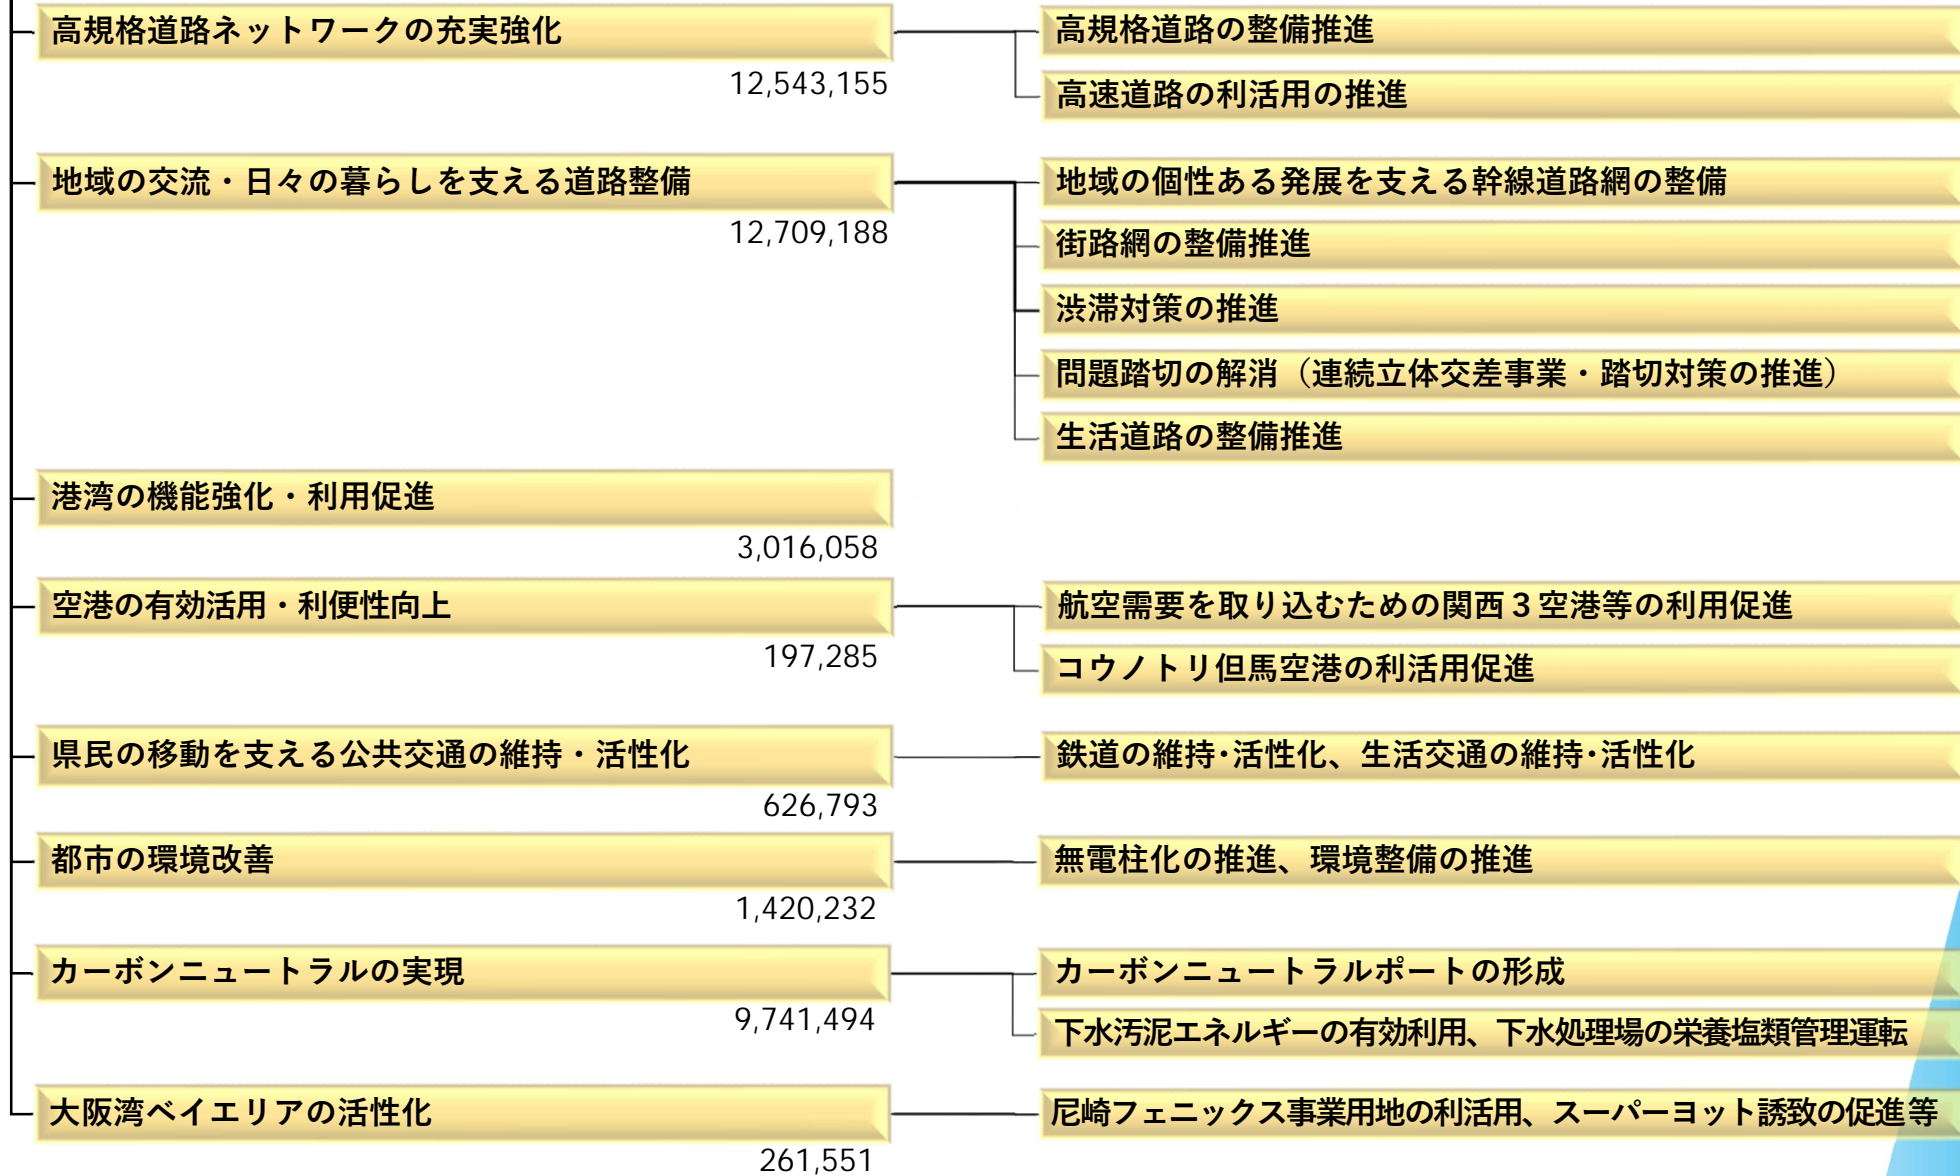 高規格道路ネットワークの充実強化
12,543,155
高規格道路の整備推進
高速道路の利活用の推進
地域の交流・日々の暮らしを支える道路整備
12,709,188
地域の個性ある発展を支える幹線道路網の整備
街路網の整備推進
渋滞対策の推進
問題踏切の解消（連続立体交差事業・踏切対策の推進）
生活道路の整備推進
港湾の機能強化・利用促進
3,016,058
空港の有効活用・利便性向上
197,285
航空需要を取り込むための関西３空港等の利用促進
コウノトリ但馬空港の利活用促進
県民の移動を支える公共交通の維持・活性化
626,793
鉄道の維持･活性化、生活交通の維持･活性化
都市の環境改善
1,420,232
無電柱化の推進、環境整備の推進
カーボンニュートラルの実現
9,741,494
カーボンニュートラルポートの形成
下水汚泥エネルギーの有効利用、下水処理場の栄養塩類管理運転
大阪湾ベイエリアの活性化
261,551
尼崎フェニックス事業用地の利活用、スーパーヨット誘致の促進等